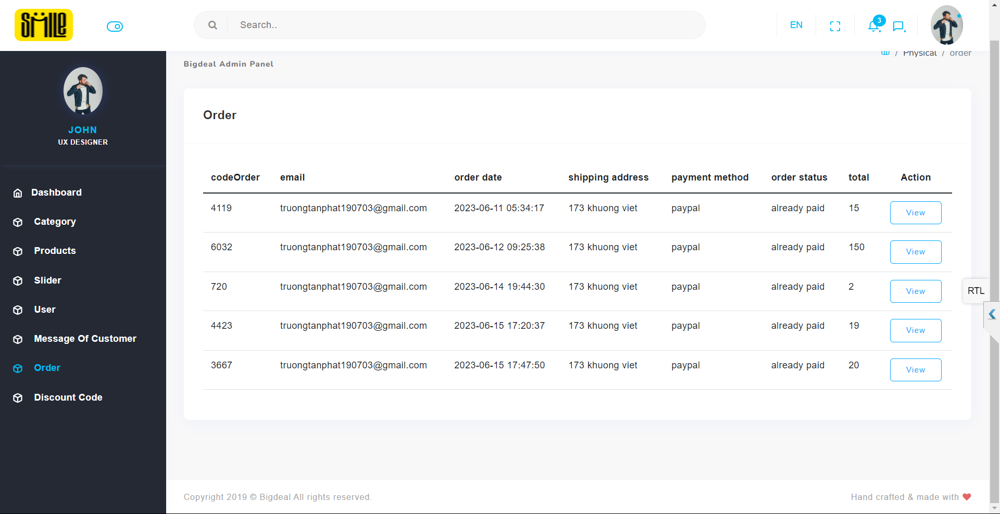 SMILE
Search..
EN
3
Physical / order
Bigdeal Admin Panel
JOHN
UX DESIGNER
Dashboard
Category
Products
Slider
User
Message Of Customer
Order
Discount Code
Order
codeOrder email order date shipping address payment method order status total Action
4119 truongtanphat190703@gmail.com 2023-06-11 05:34:17 173 khuong viet paypal already paid 15 View
6032 truongtanphat190703@gmail.com 2023-06-12 09:25:38 173 khuong viet paypal already paid 150 View
720 truongtanphat190703@gmail.com 2023-06-14 19:44:30 173 khuong viet paypal already paid 2 View
4423 truongtanphat190703@gmail.com 2023-06-15 17:20:37 173 khuong viet paypal already paid 19 View
3667 truongtanphat190703@gmail.com 2023-06-15 17:47:50 173 khuong viet paypal already paid 20 View
RTL
Copyright 2019 © Bigdeal All rights reserved.
Hand crafted & made with